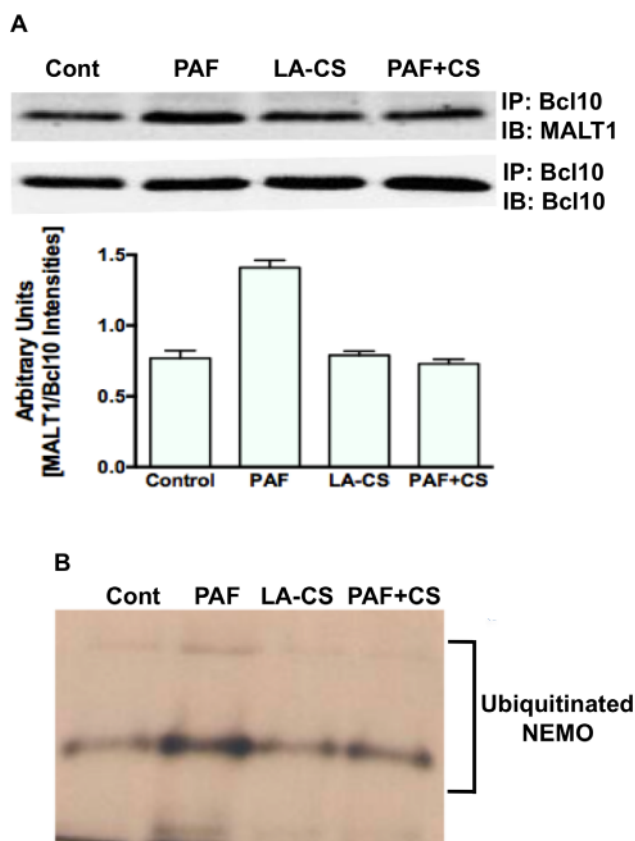 A
Cont PAF LA-CS PAF+CS
IP: Bcl10
IB: MALT1
IP: Bcl10
IB: Bcl10
Arbitrary Units
[MALT1/Bcl10 Intensities]
1.5
1.0
0.5
0.0
Control PAF LA-CS PAF+CS
B
Cont PAF LA-CS PAF+CS
Ubiquitinated
NEMO